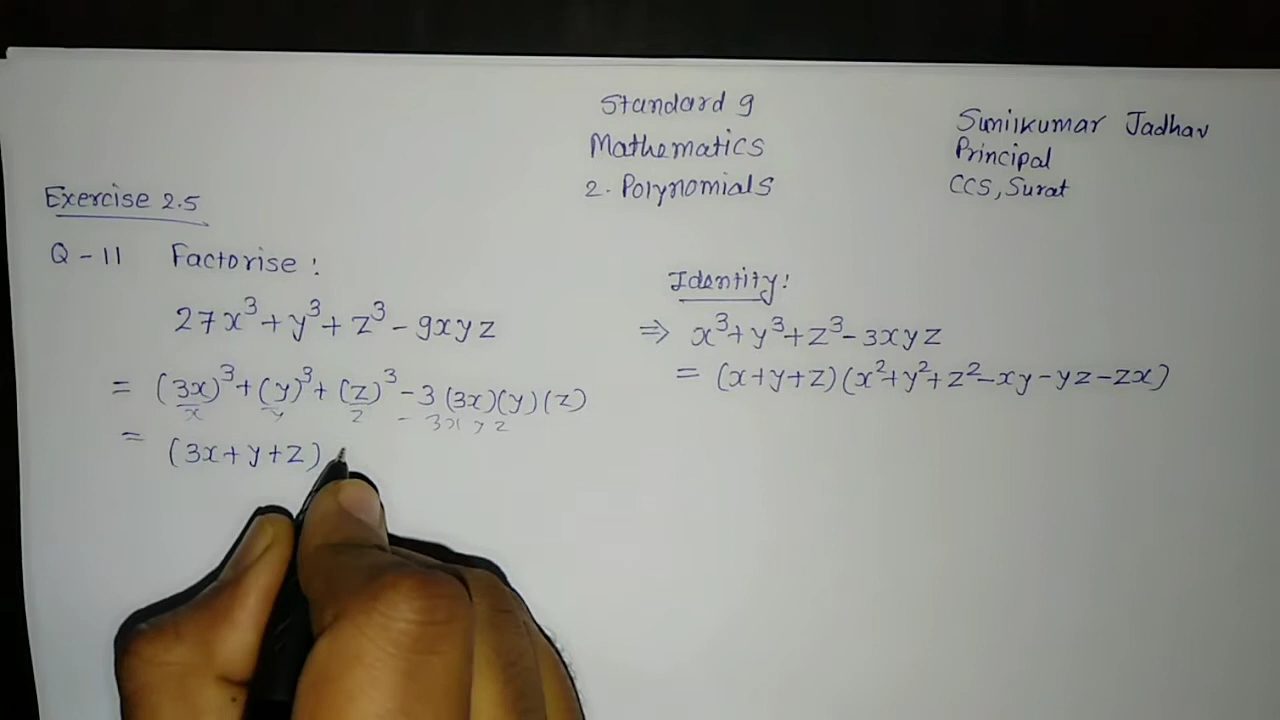 Standard 9
Mathematics
2. Polynomials
Sunilkumar Jadhav
Principal
CCS, Surat
Exercise 2.5
Q - 11 Factorise :
27x³ + y³ + z³ - 9xyz
= (3x)³ + (y)³ + (z)³ - 3 (3x)(y)(z)
x y z - 3x y z
= (3x + y + z)
Identity:
⇒ x³ + y³ + z³ - 3xyz
= (x+y+z)(x²+y²+z²-xy-yz-zx)